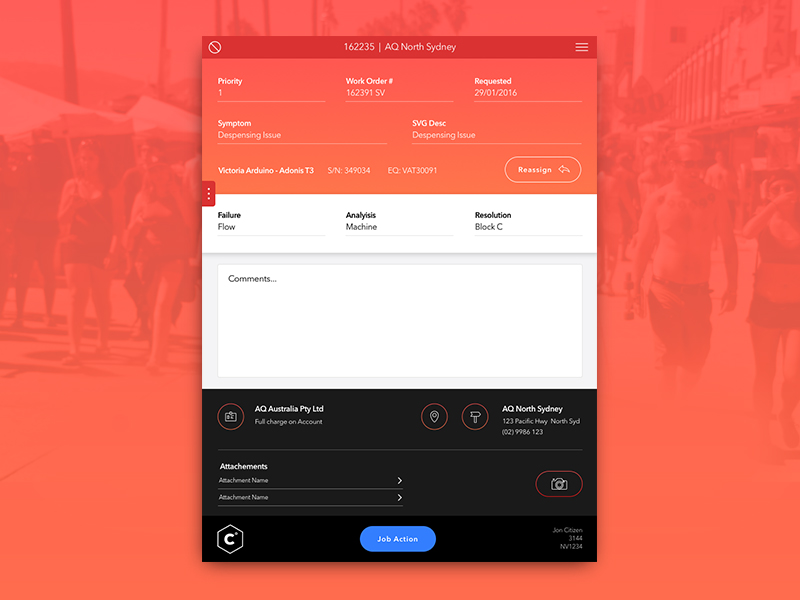 162235 | AQ North Sydney
Priority
1
Work Order #
162391 SV
Requested
29/01/2016
Symptom
Despensing Issue
SVG Desc
Despensing Issue
Victoria Arduino - Adonis T3
S/N: 349034
EQ: VAT30091
Reassign
Failure
Flow
Analyisis
Machine
Resolution
Block C
Comments...
AQ Australia Pty Ltd
Full charge on Account
AQ North Sydney
123 Pacific Hwy North Syd
(02) 9986 123
Attachements
Attachment Name
Attachment Name
C+
Job Action
Jon Citizen
3144
NV1234